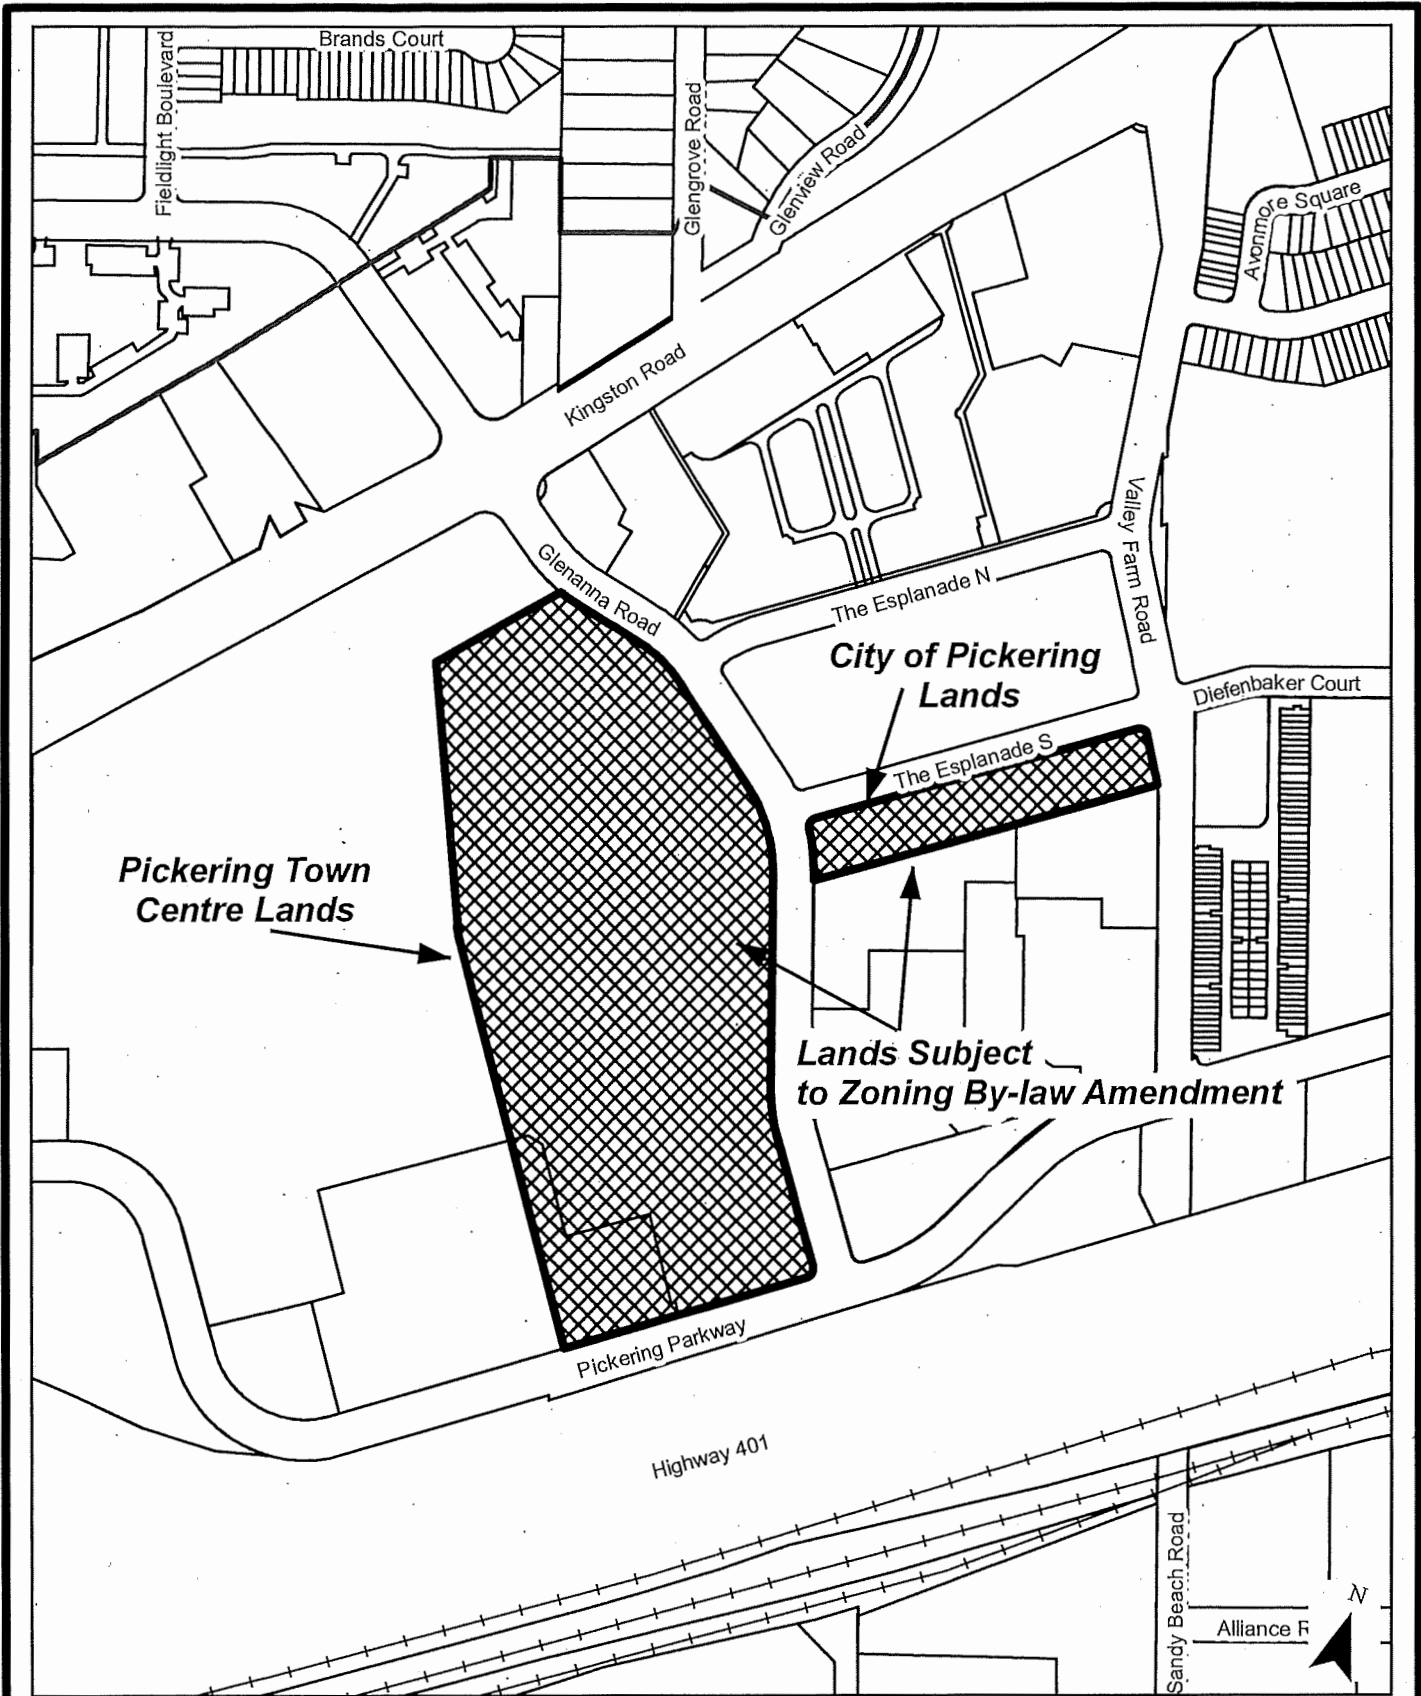 Brands Court
Fieldlight Boulevard
Glengrove Road
Glenview Road
Avonmore Square
Kingston Road
Valley Farm Road
Glenanna Road
The Esplanade N
City of Pickering
Lands
Diefenbaker Court
The Esplanade S
Pickering Town
Centre Lands
Lands Subject
to Zoning By-law Amendment
Pickering Parkway
Highway 401
Sandy Beach Road
N
Alliance R